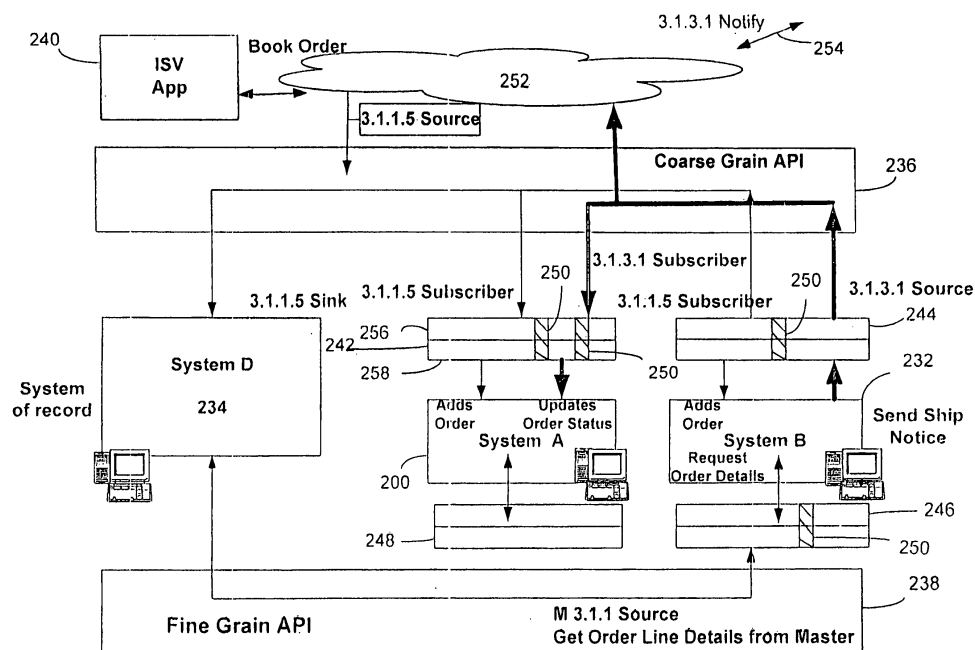 3.1.3.1 Notify
240
Book Order
254
ISV
App
252
3.1.1.5 Source
Coarse Grain API
236
3.1.3.1 Subscriber
250
3.1.1.5 Subscriber
3.1.1.5 Sink
3.1.1.5 Subscriber
250
3.1.3.1 Source
256
244
242
System D
258
250
232
System
of record
234
Adds
Order
Updates
Order Status
Adds
Order
Send Ship
Notice
System A
System B
Request
Order Details
200
246
248
250
238
M 3.1.1 Source
Fine Grain API
Get Order Line Details from Master